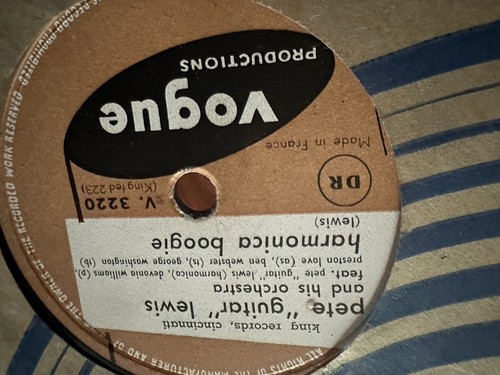 vogue
PRODUCTIONS
Made in France
DR
V. 3220
(King fed 223)
king records, cincinnati
pete "guitar" lewis
and his orchestra
feat. pete "guitar" lewis (harmonica), devonia williams (p)
preston love (as), ben webster (ts), george washington (tb)
harmonica boogie
(lewis)
ALL RIGHTS OF THE MANUFACTURER AND OF
THE OWNER OF THE RECORDED WORK RESERVED